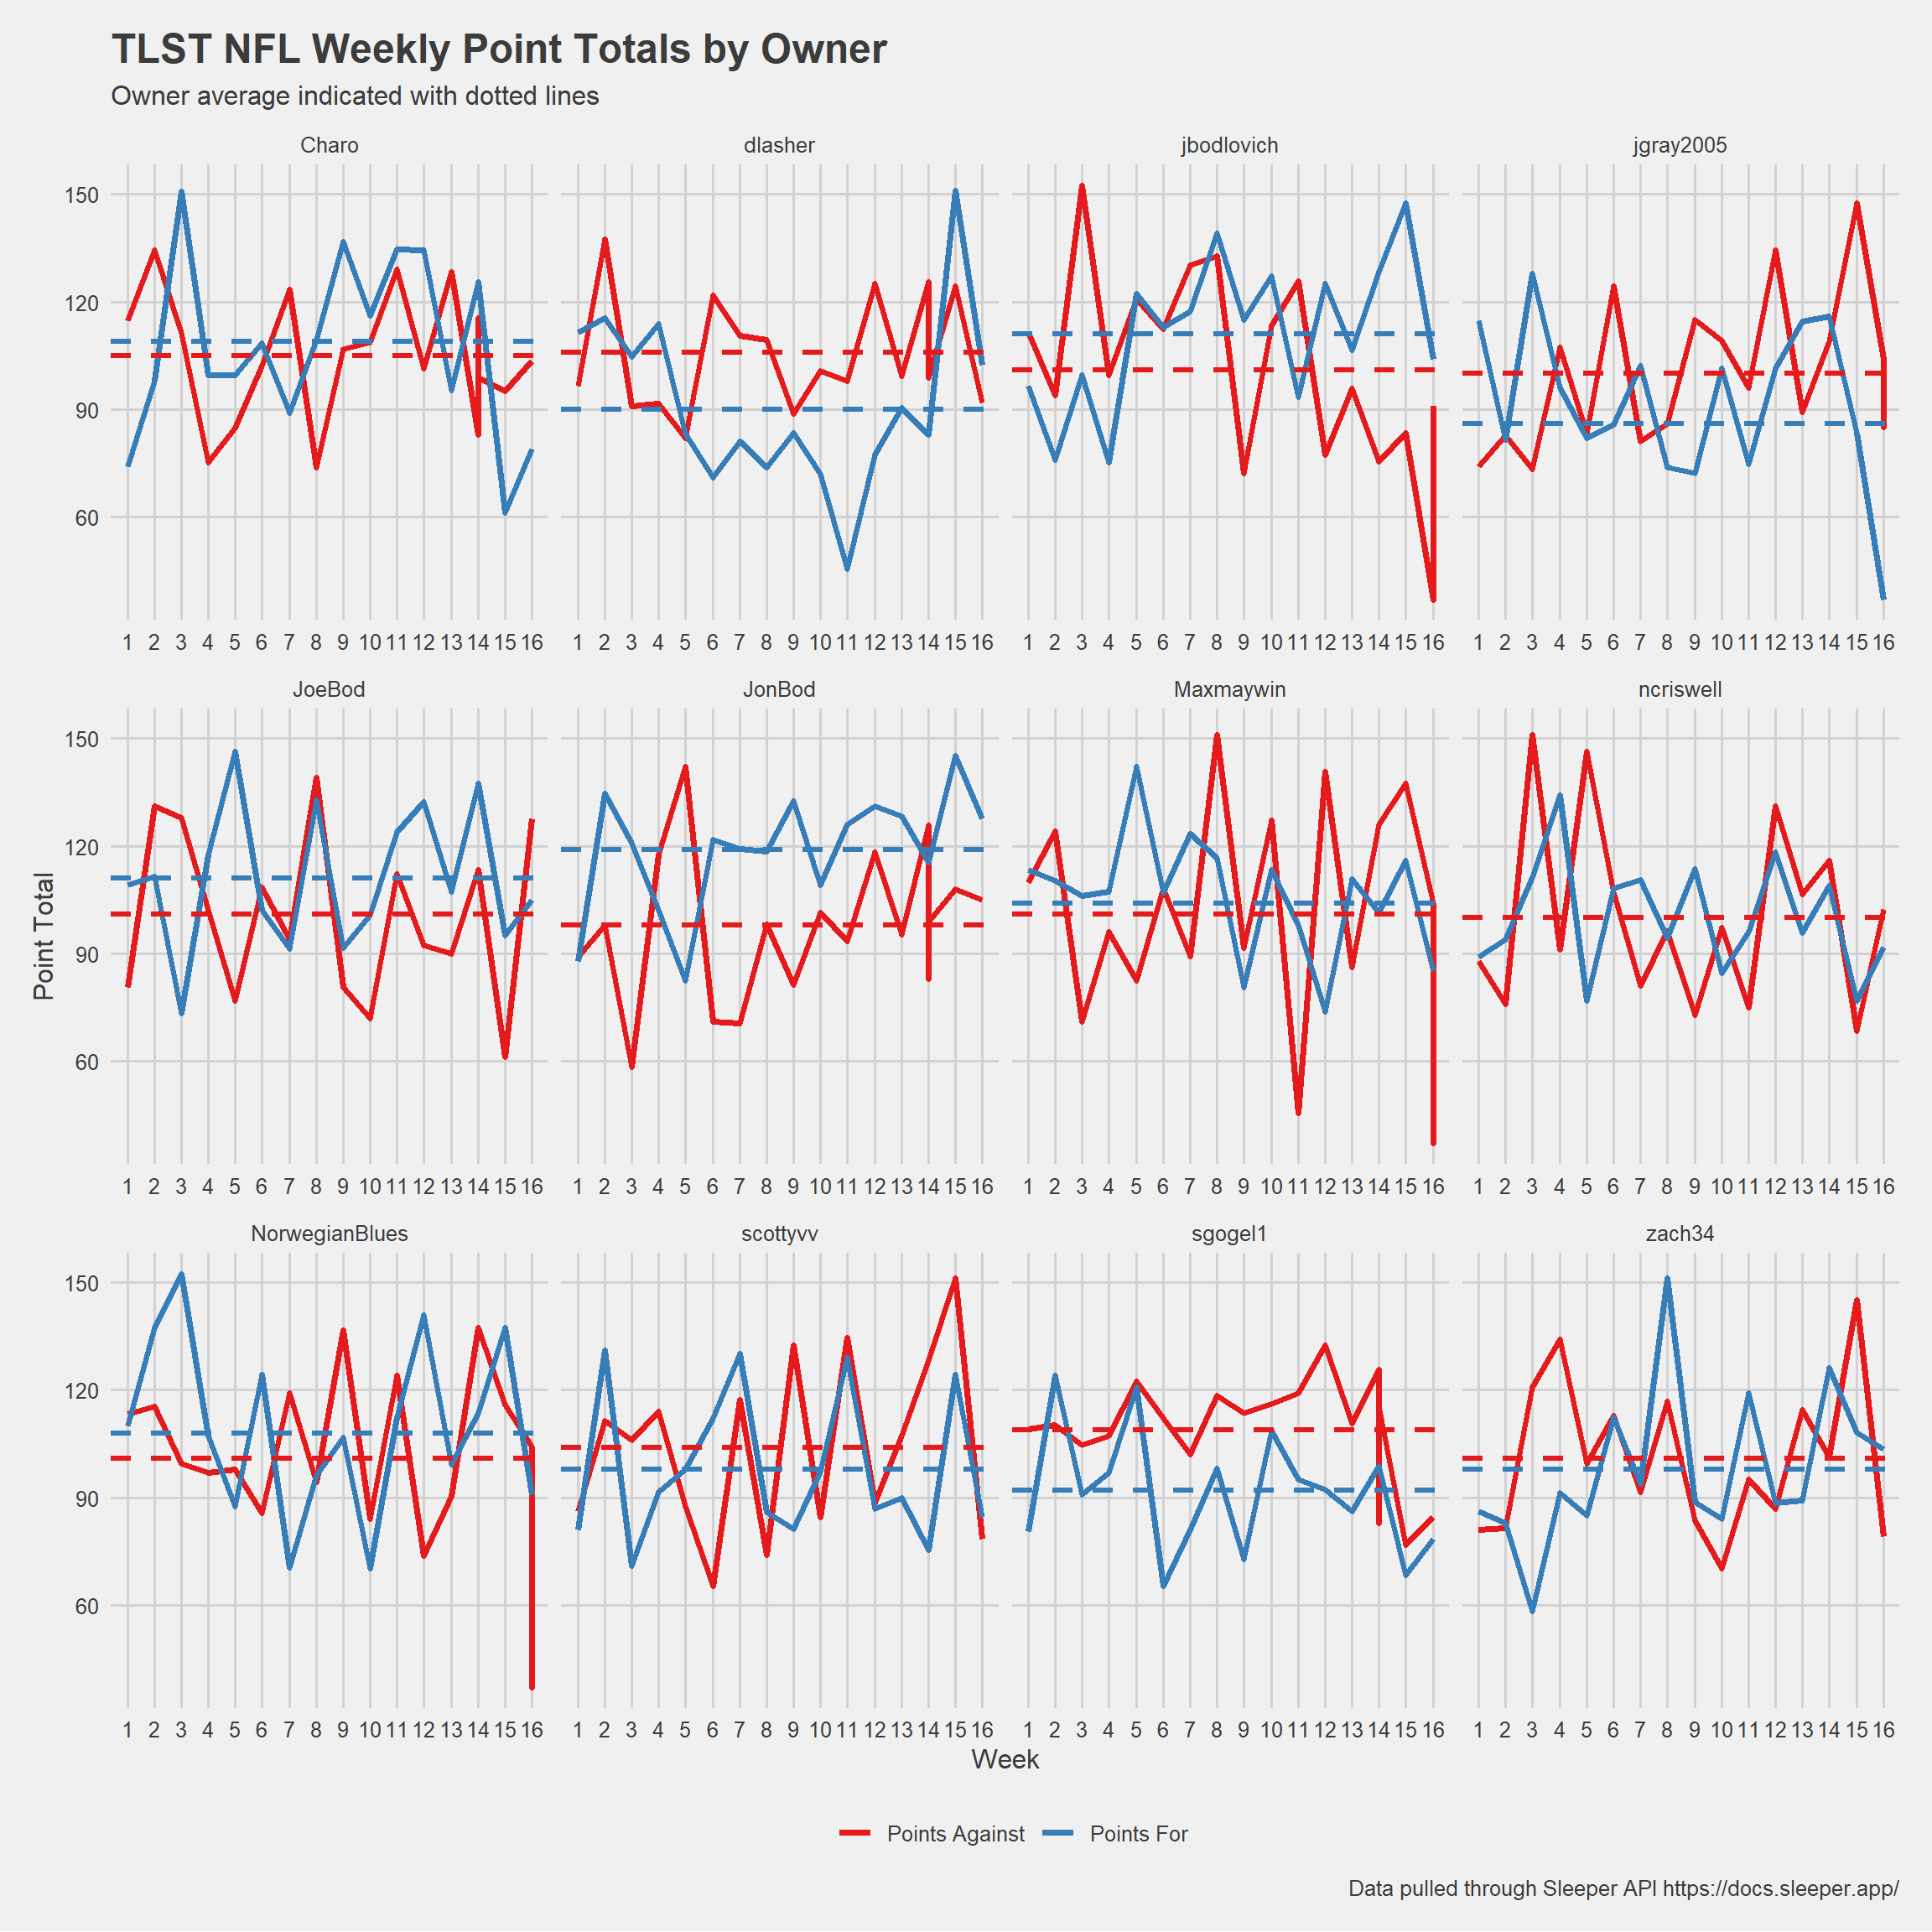 TLST NFL Weekly Point Totals by Owner
Owner average indicated with dotted lines
Charo dlasher jbodlovich jgray2005
150
120
90
60
1 2 3 4 5 6 7 8 9 10 11 12 13 14 15 16 1 2 3 4 5 6 7 8 9 10 11 12 13 14 15 16 1 2 3 4 5 6 7 8 9 10 11 12 13 14 15 16 1 2 3 4 5 6 7 8 9 10 11 12 13 14 15 16
JoeBod JonBod Maxmaywin ncriswell
150
120
90
60
Point Total
1 2 3 4 5 6 7 8 9 10 11 12 13 14 15 16 1 2 3 4 5 6 7 8 9 10 11 12 13 14 15 16 1 2 3 4 5 6 7 8 9 10 11 12 13 14 15 16 1 2 3 4 5 6 7 8 9 10 11 12 13 14 15 16
NorwegianBlues scottyvv sgogel1 zach34
150
120
90
60
1 2 3 4 5 6 7 8 9 10 11 12 13 14 15 16 1 2 3 4 5 6 7 8 9 10 11 12 13 14 15 16 1 2 3 4 5 6 7 8 9 10 11 12 13 14 15 16 1 2 3 4 5 6 7 8 9 10 11 12 13 14 15 16
Week
Points Against Points For
Data pulled through Sleeper API https://docs.sleeper.app/